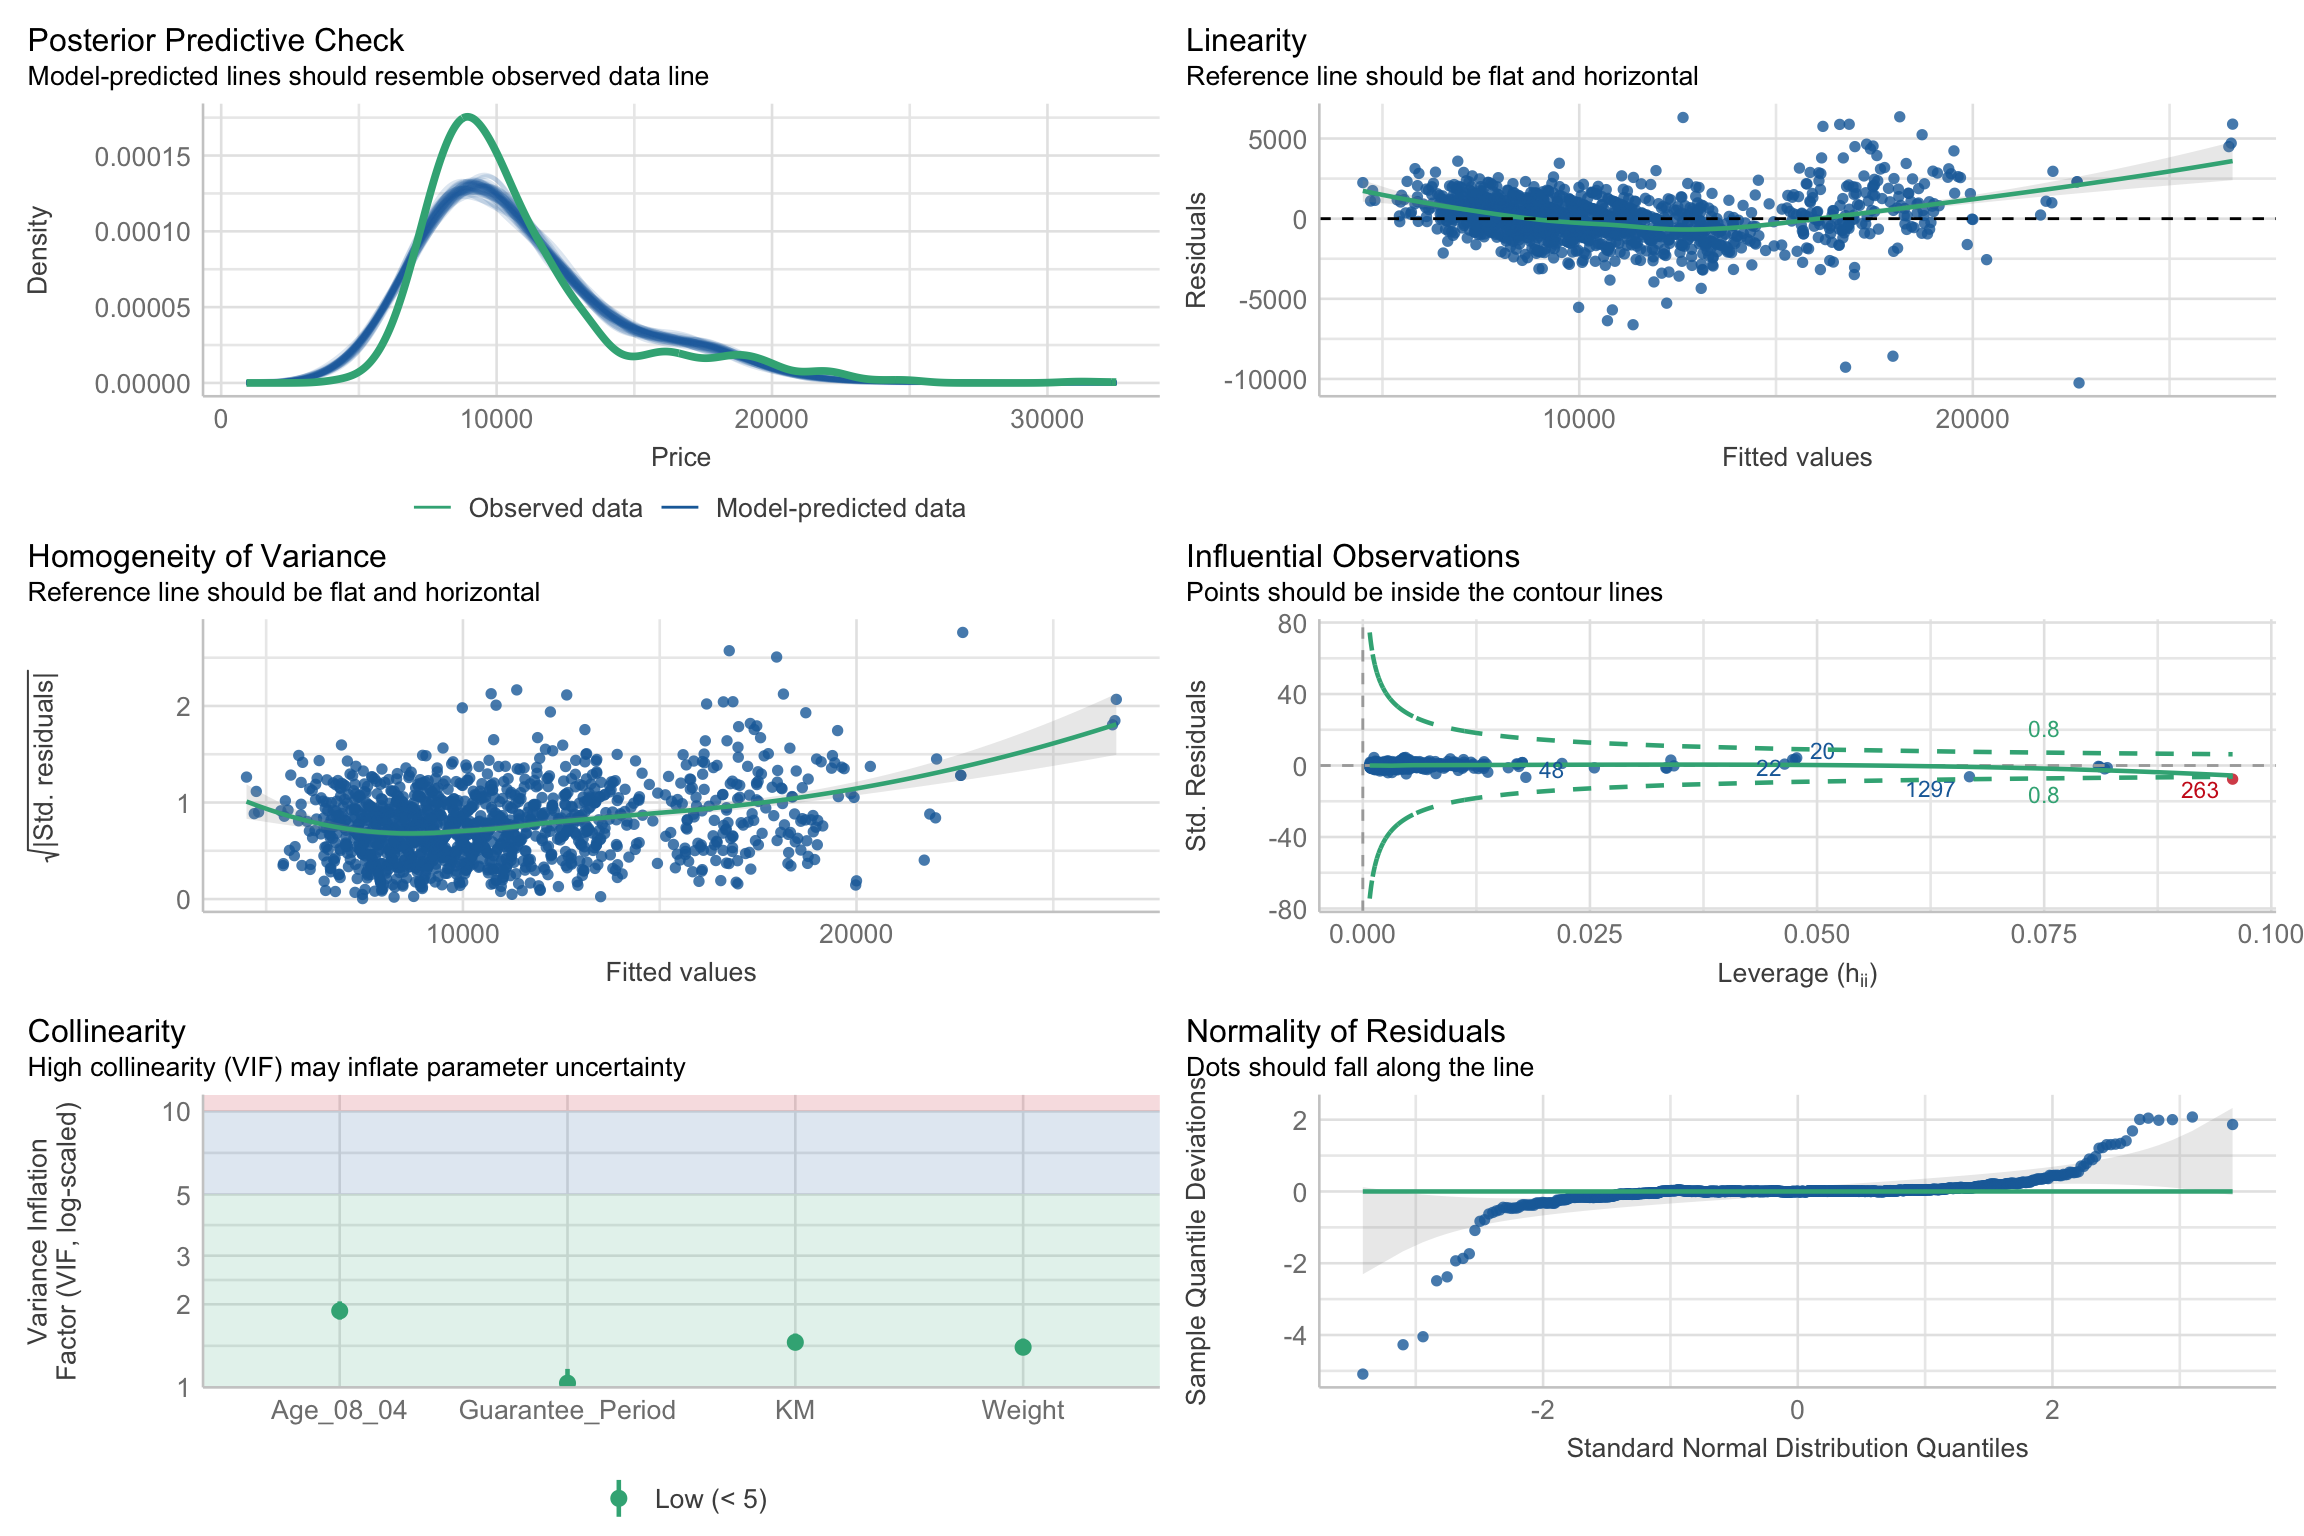 Posterior Predictive Check
Model-predicted lines should resemble observed data line
0.00015
0.00010
0.00005
0.00000
Density
0
10000
20000
30000
Price
Observed data
Model-predicted data
Linearity
Reference line should be flat and horizontal
5000
0
-5000
-10000
Residuals
10000
20000
Fitted values
Homogeneity of Variance
Reference line should be flat and horizontal
2
1
0
√|Std. residuals|
10000
20000
Fitted values
Influential Observations
Points should be inside the contour lines
80
40
0
-40
-80
Std. Residuals
0.8
20
48
22
1297
0.8
263
0.000
0.025
0.050
0.075
0.100
Leverage (hii)
Collinearity
High collinearity (VIF) may inflate parameter uncertainty
10
5
3
2
1
Variance Inflation
Factor (VIF, log-scaled)
Age_08_04
Guarantee_Period
KM
Weight
Low (< 5)
Normality of Residuals
Dots should fall along the line
2
0
-2
-4
Sample Quantile Deviations
-2
0
2
Standard Normal Distribution Quantiles